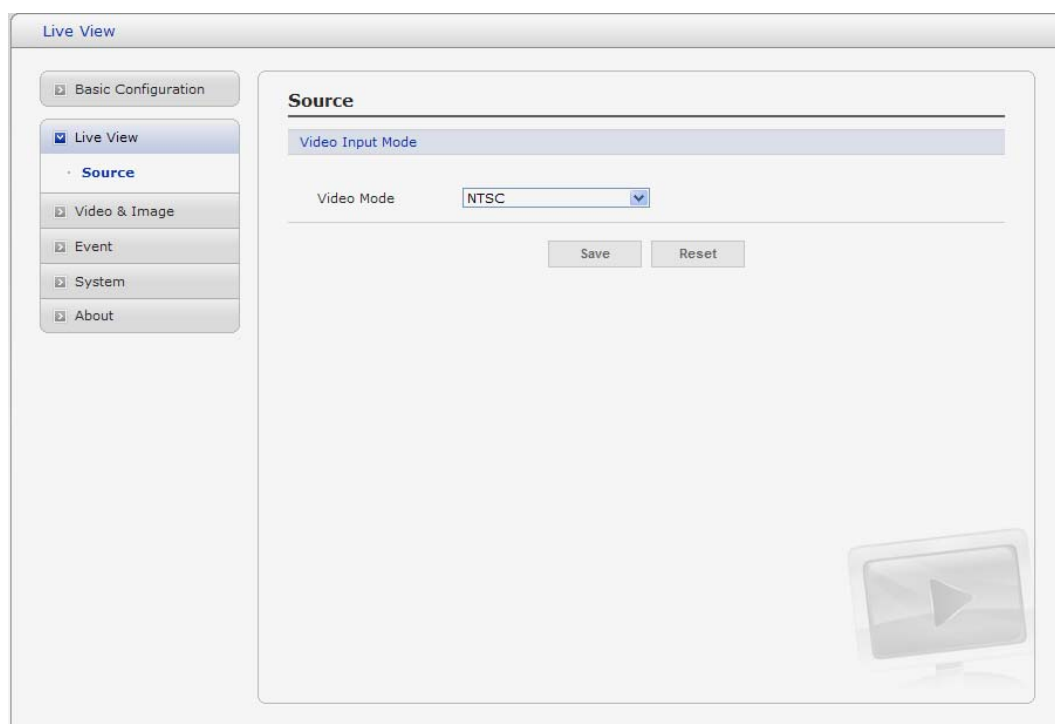 Live View
Basic Configuration
Live View
· Source
Video & Image
Event
System
About
Source
Video Input Mode
Video Mode NTSC
Save Reset